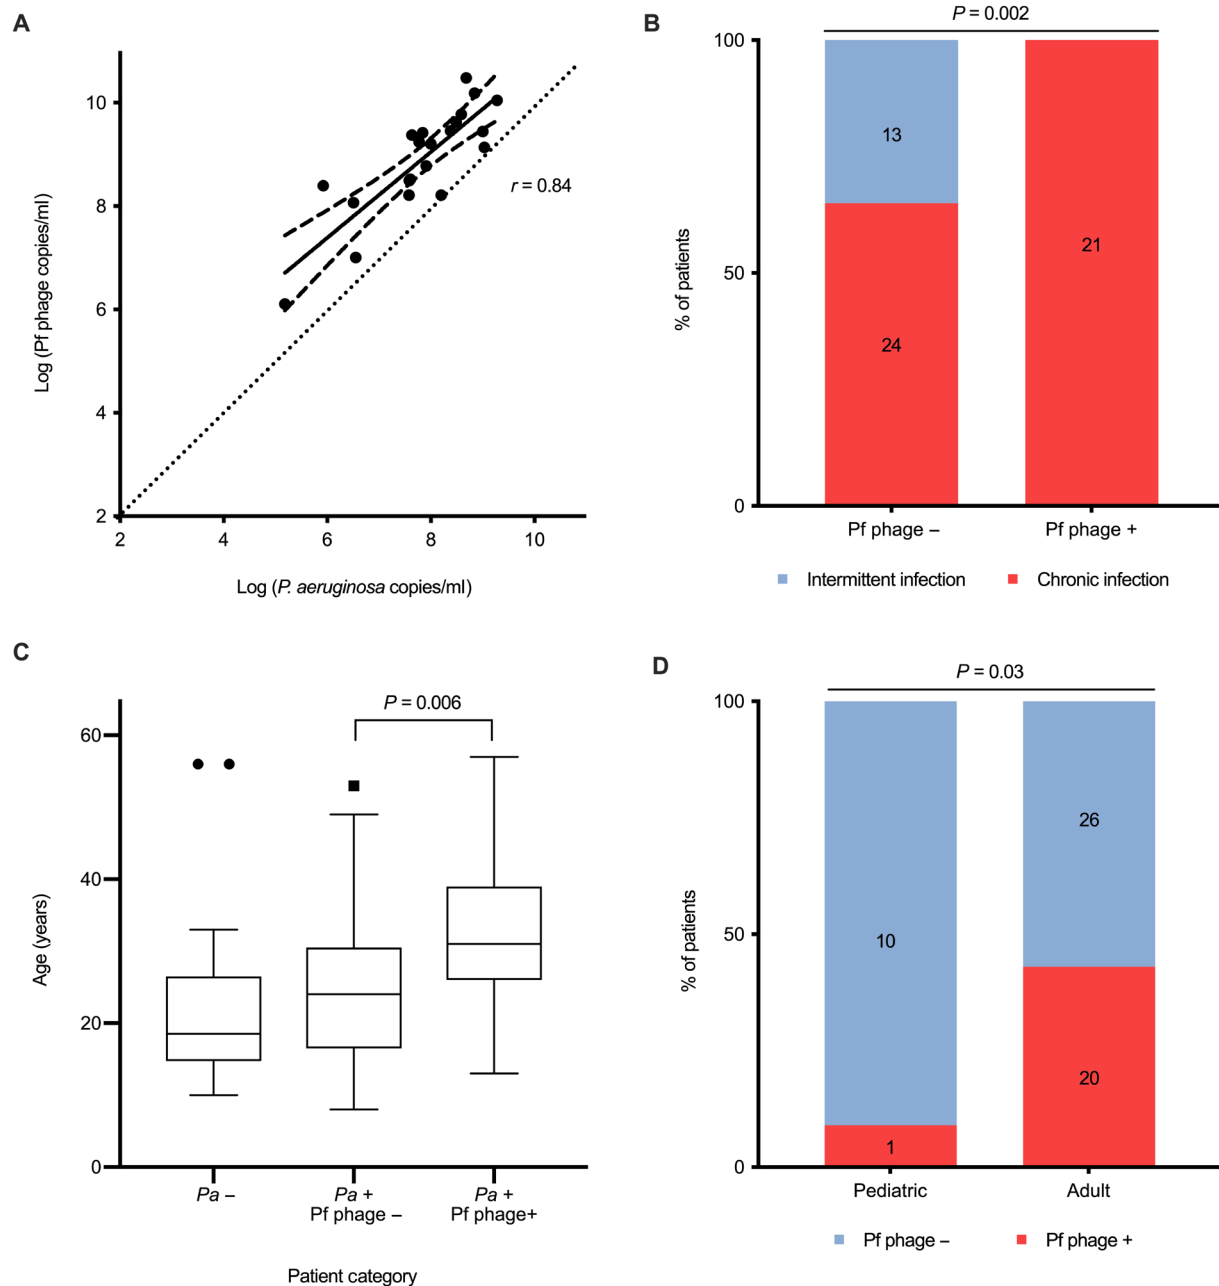 A
Log (Pf phage copies/ml)
10
8
6
4
2
r = 0.84
2 4 6 8 10
Log (P. aeruginosa copies/ml)
B
P = 0.002
% of patients
100
50
0
13
24
21
Pf phage – Pf phage +
Intermittent infection Chronic infection
C
P = 0.006
Age (years)
60
40
20
0
Pa – Pa + Pa +
Pf phage – Pf phage+
Patient category
D
P = 0.03
% of patients
100
50
0
10
1
26
20
Pediatric Adult
Pf phage – Pf phage +